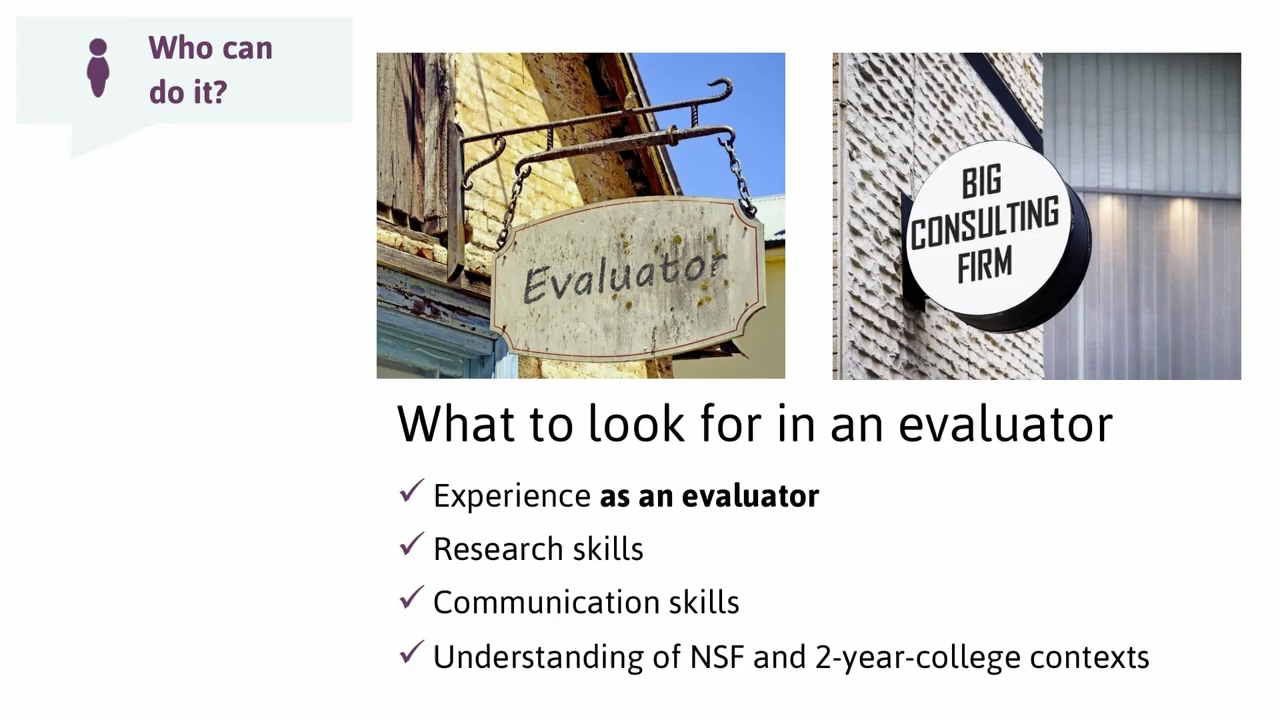 Who can
do it?
Evaluator
BIG
CONSULTING
FIRM
What to look for in an evaluator
✓ Experience as an evaluator
✓ Research skills
✓ Communication skills
✓ Understanding of NSF and 2-year-college contexts